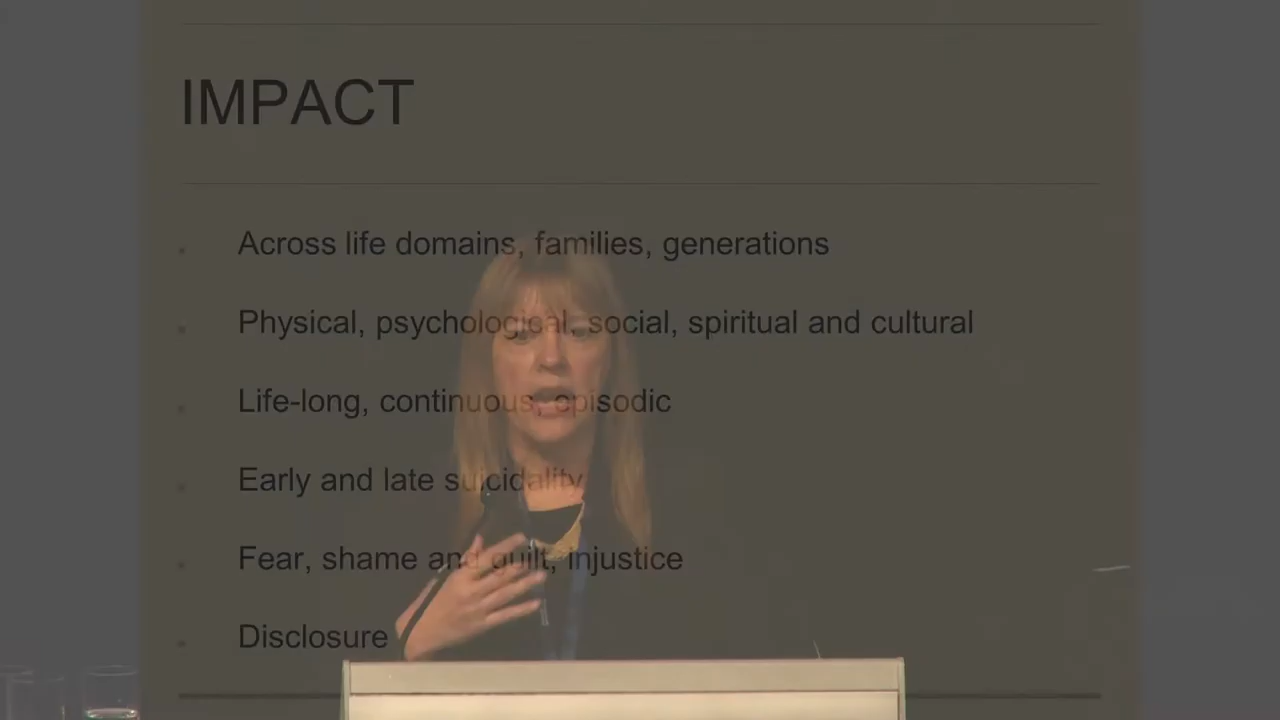 IMPACT
Across life domains, families, generations
Physical, psychological, social, spiritual and cultural
Life-long, continuous, episodic
Early and late suicidality
Fear, shame and guilt, injustice
Disclosure